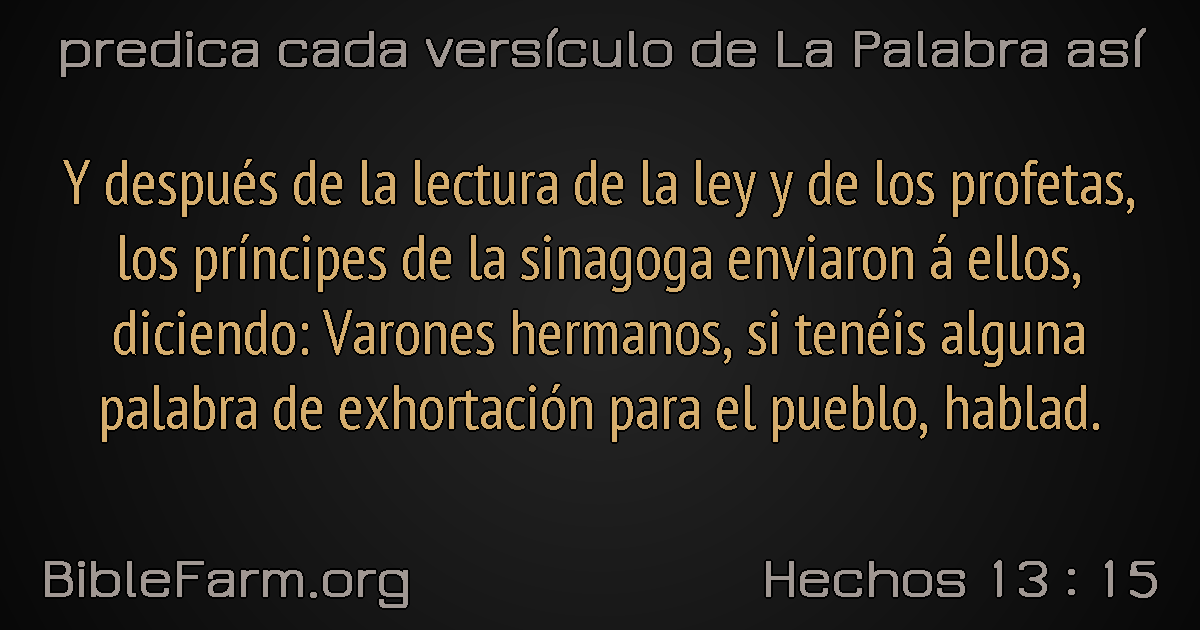 predica cada versículo de La Palabra así
Y después de la lectura de la ley y de los profetas,
los príncipes de la sinagoga enviaron á ellos,
diciendo: Varones hermanos, si tenéis alguna
palabra de exhortación para el pueblo, hablad.
BibleFarm.org
Hechos 13 : 15